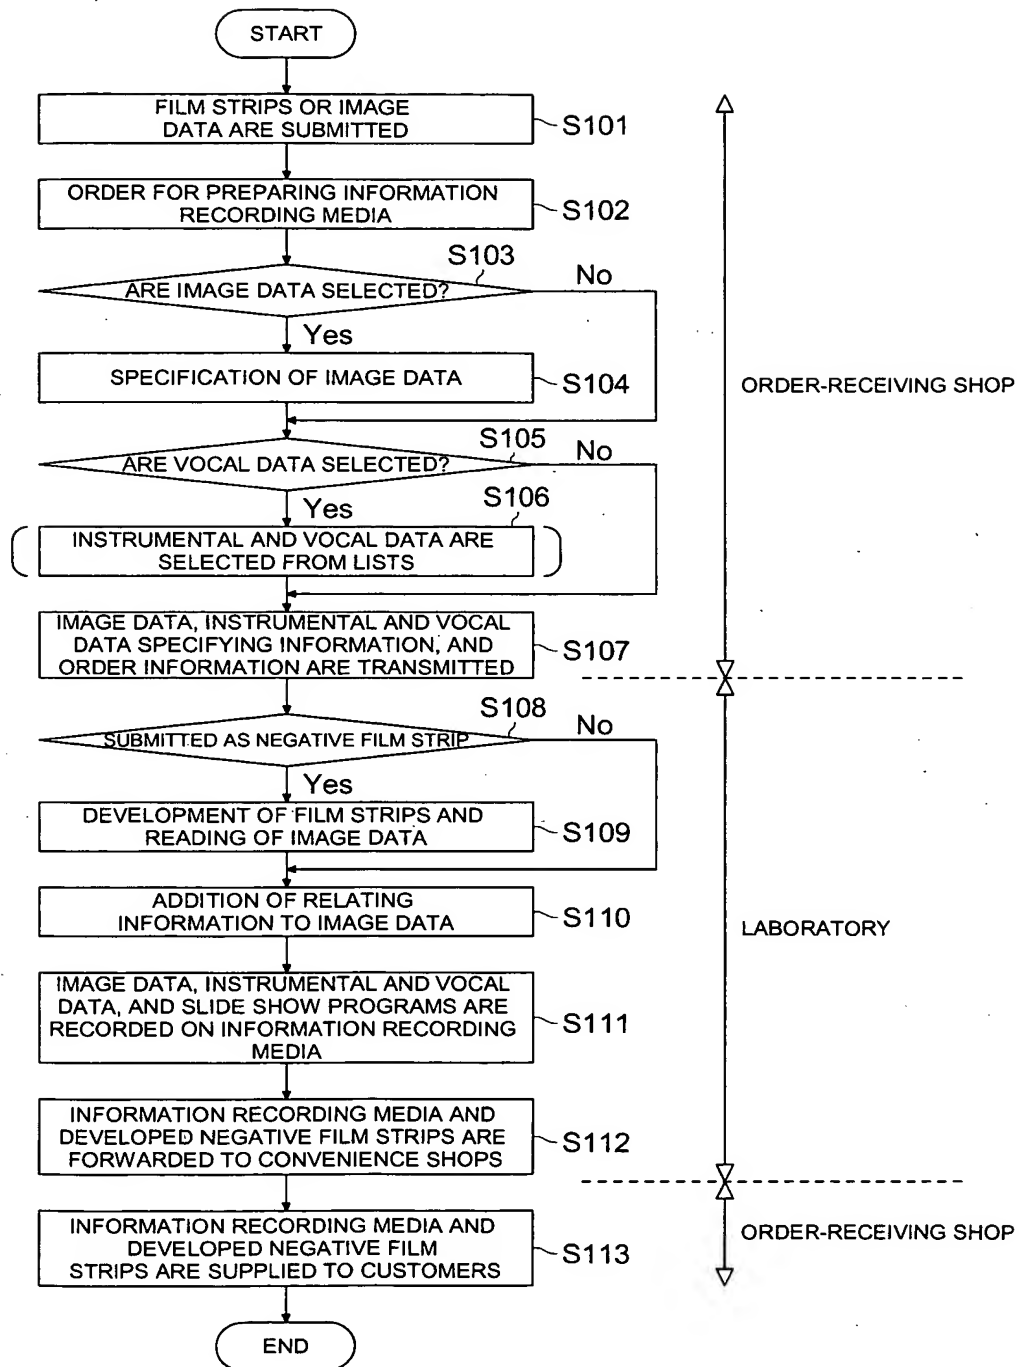 START
FILM STRIPS OR IMAGE
DATA ARE SUBMITTED
S101
ORDER FOR PREPARING INFORMATION
RECORDING MEDIA
S102
S103
ARE IMAGE DATA SELECTED?
No
Yes
SPECIFICATION OF IMAGE DATA
S104
ORDER-RECEIVING SHOP
S105
ARE VOCAL DATA SELECTED?
No
Yes
S106
INSTRUMENTAL AND VOCAL DATA ARE
SELECTED FROM LISTS
IMAGE DATA, INSTRUMENTAL AND VOCAL
DATA SPECIFYING INFORMATION, AND
ORDER INFORMATION ARE TRANSMITTED
S107
S108
SUBMITTED AS NEGATIVE FILM STRIP
No
Yes
DEVELOPMENT OF FILM STRIPS AND
READING OF IMAGE DATA
S109
ADDITION OF RELATING
INFORMATION TO IMAGE DATA
S110
LABORATORY
IMAGE DATA, INSTRUMENTAL AND VOCAL
DATA, AND SLIDE SHOW PROGRAMS ARE
RECORDED ON INFORMATION RECORDING
MEDIA
S111
INFORMATION RECORDING MEDIA AND
DEVELOPED NEGATIVE FILM STRIPS ARE
FORWARDED TO CONVENIENCE SHOPS
S112
INFORMATION RECORDING MEDIA AND
DEVELOPED NEGATIVE FILM
STRIPS ARE SUPPLIED TO CUSTOMERS
S113
ORDER-RECEIVING SHOP
END